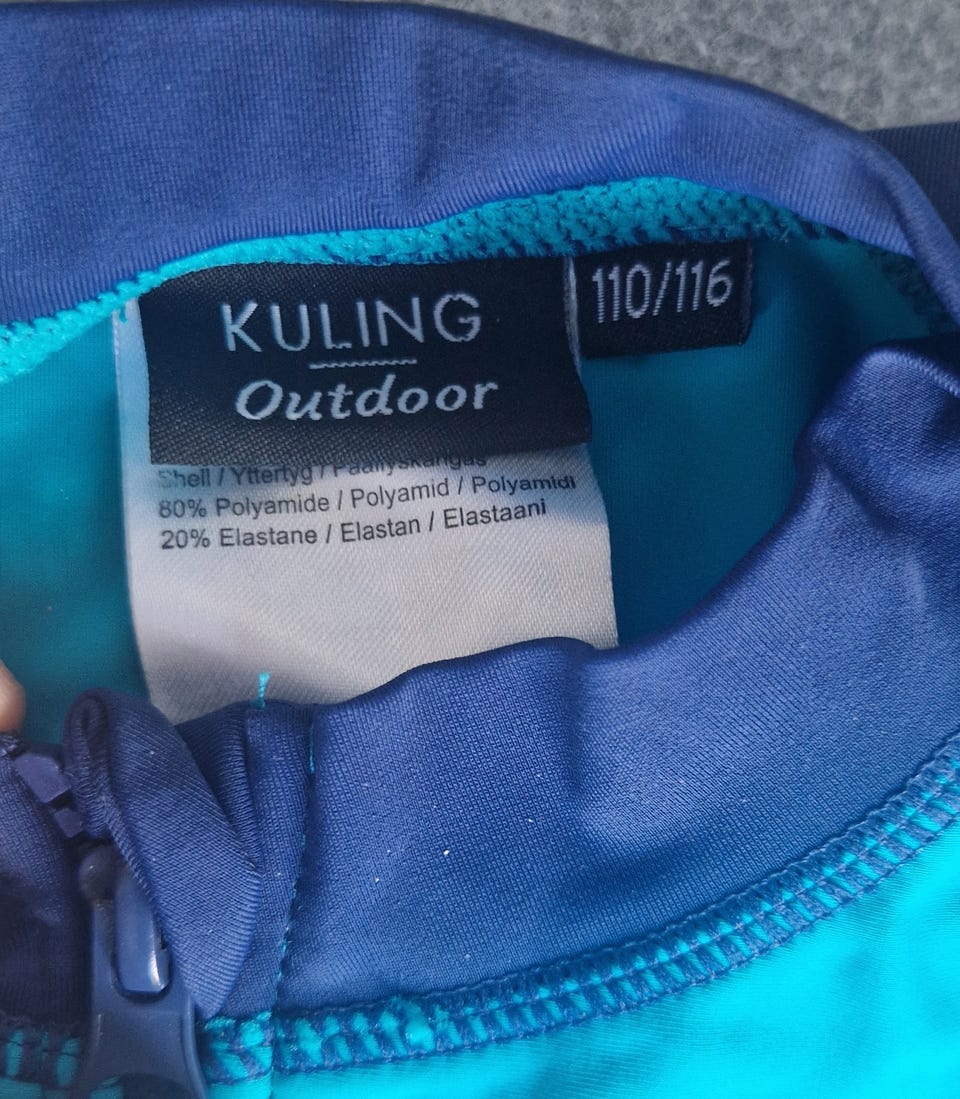 KULING
Outdoor
110/116
Shell / Yttertyg / Päällyskangas
80% Polyamide / Polyamid / Polyamidi
20% Elastane / Elastan / Elastaani